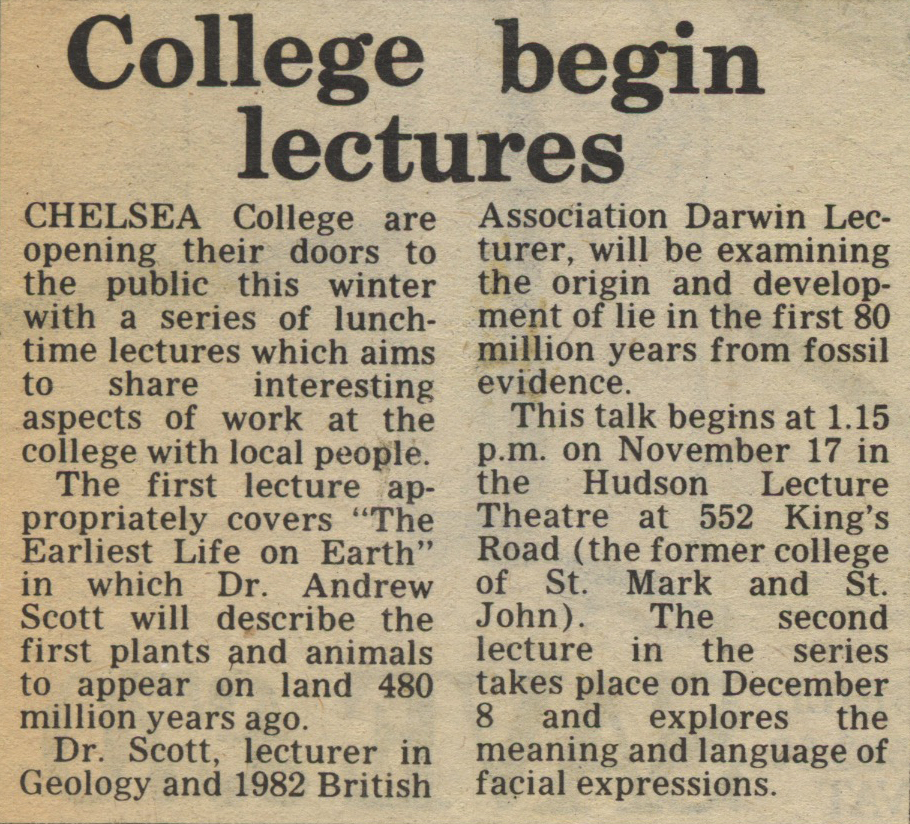 College begin
lectures
CHELSEA College are
opening their doors to
the public this winter
with a series of lunch-
time lectures which aims
to share interesting
aspects of work at the
college with local people.
The first lecture ap-
propriately covers “The
Earliest Life on Earth”
in which Dr. Andrew
Scott will describe the
first plants and animals
to appear on land 480
million years ago.
Dr. Scott, lecturer in
Geology and 1982 British
Association Darwin Lec-
turer, will be examining
the origin and develop-
ment of lie in the first 80
million years from fossil
evidence.
This talk begins at 1.15
p.m. on November 17 in
the Hudson Lecture
Theatre at 552 King's
Road (the former college
of St. Mark and St.
John). The second
lecture in the series
takes place on December
8 and explores the
meaning and language of
facial expressions.